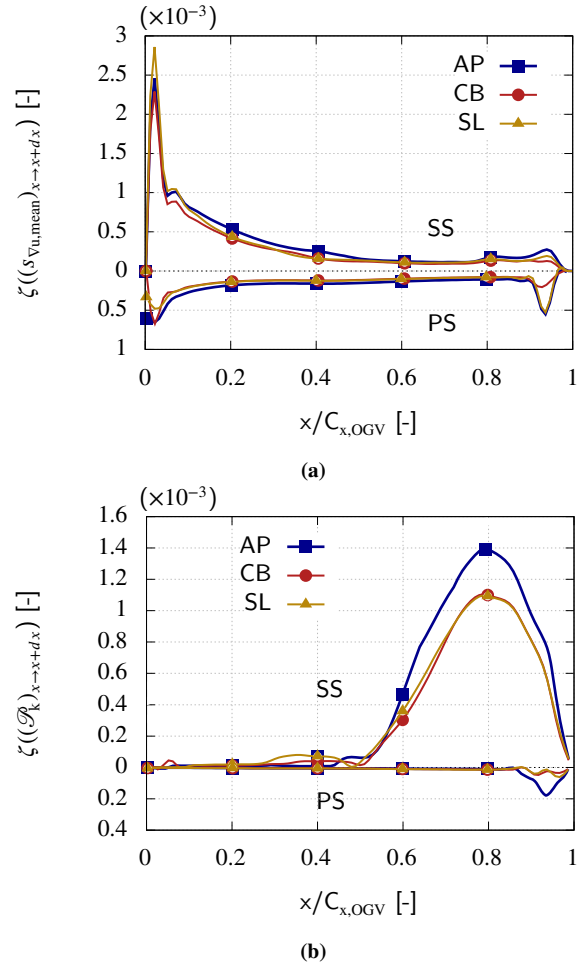 (×10⁻³)
3
2.5
2
1.5
1
0.5
0
0.5
1
ζ((s∇u,mean)x→x+dx) [-]
AP
CB
SL
SS
PS
0 0.2 0.4 0.6 0.8 1
x/Cx,OGV [-]
(a)
(×10⁻³)
1.6
1.4
1.2
1
0.8
0.6
0.4
0.2
0
0.2
0.4
ζ((𝒫k)x→x+dx) [-]
AP
CB
SL
SS
PS
0 0.2 0.4 0.6 0.8 1
x/Cx,OGV [-]
(b)